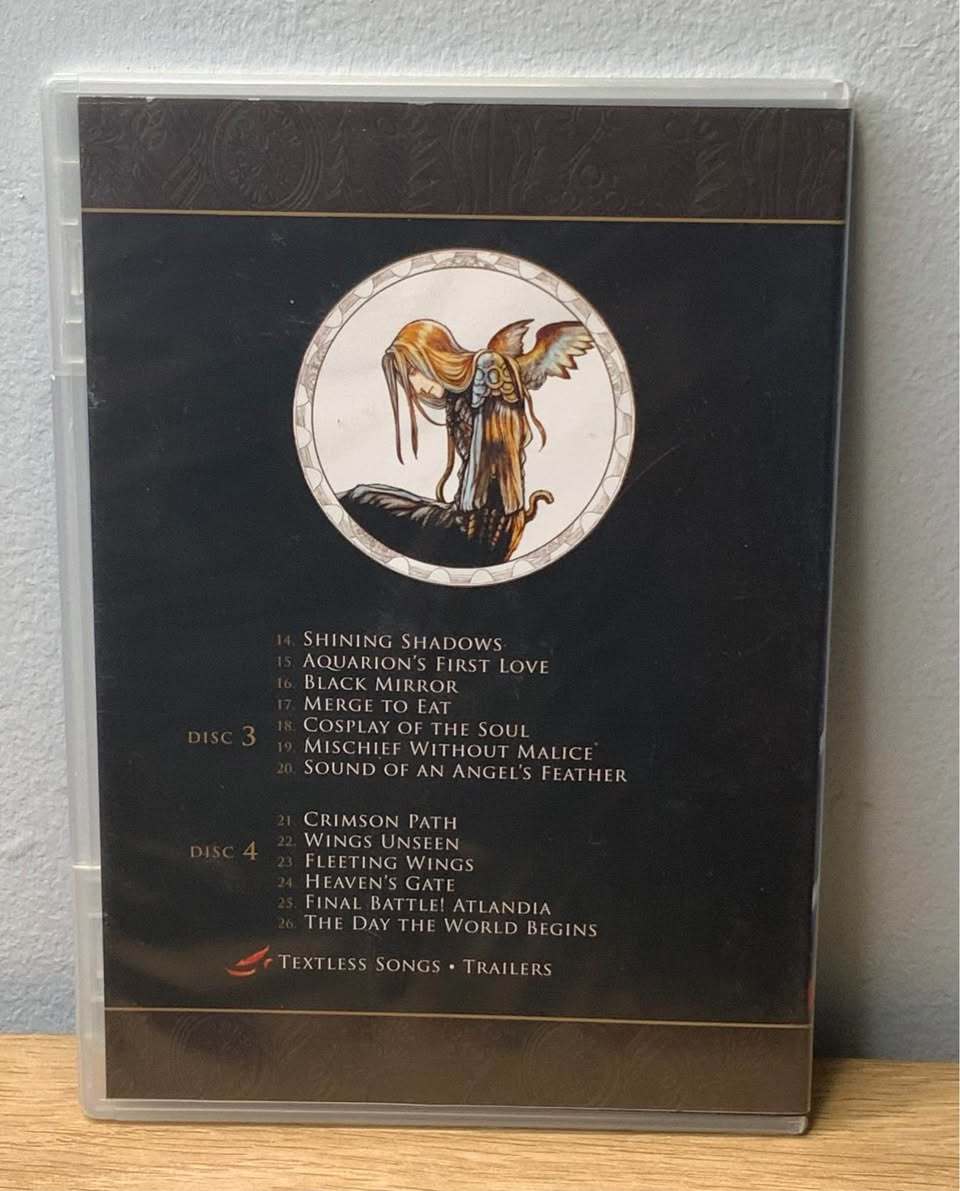 14. SHINING SHADOWS
15. AQUARION'S FIRST LOVE
16. BLACK MIRROR
17. MERGE TO EAT
18. COSPLAY OF THE SOUL
DISC 3
19. MISCHIEF WITHOUT MALICE*
20. SOUND OF AN ANGEL'S FEATHER
21. CRIMSON PATH
22. WINGS UNSEEN
DISC 4
23. FLEETING WINGS
24. HEAVEN'S GATE
25. FINAL BATTLE! ATLANDIA
26. THE DAY THE WORLD BEGINS
TEXTLESS SONGS • TRAILERS